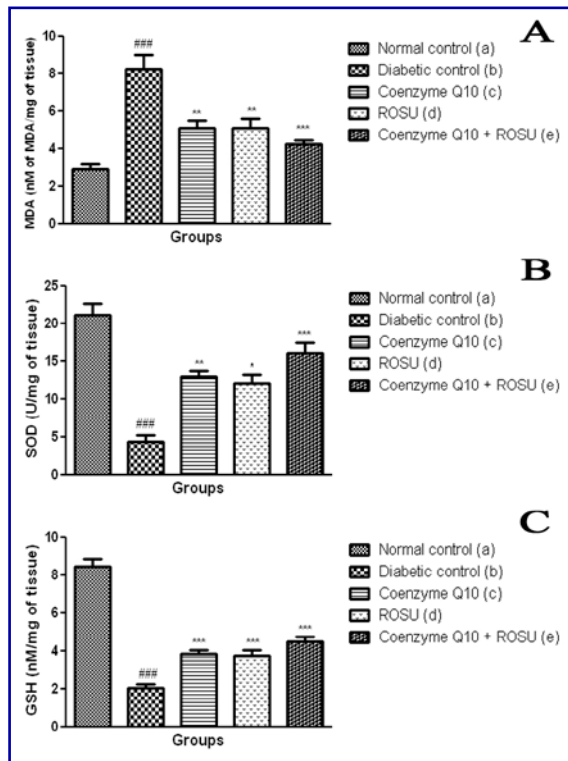 A
MDA (nM of MDA/mg of tissue)
10
8
6
4
2
0
###
**
**
***
Groups
Normal control (a)
Diabetic control (b)
Coenzyme Q10 (c)
ROSU (d)
Coenzyme Q10 + ROSU (e)
B
SOD (U/mg of tissue)
25
20
15
10
5
0
###
**
*
***
Groups
Normal control (a)
Diabetic control (b)
Coenzyme Q10 (c)
ROSU (d)
Coenzyme Q10 + ROSU (e)
C
GSH (nM/mg of tissue)
10
8
6
4
2
0
###
***
***
***
Groups
Normal control (a)
Diabetic control (b)
Coenzyme Q10 (c)
ROSU (d)
Coenzyme Q10 + ROSU (e)